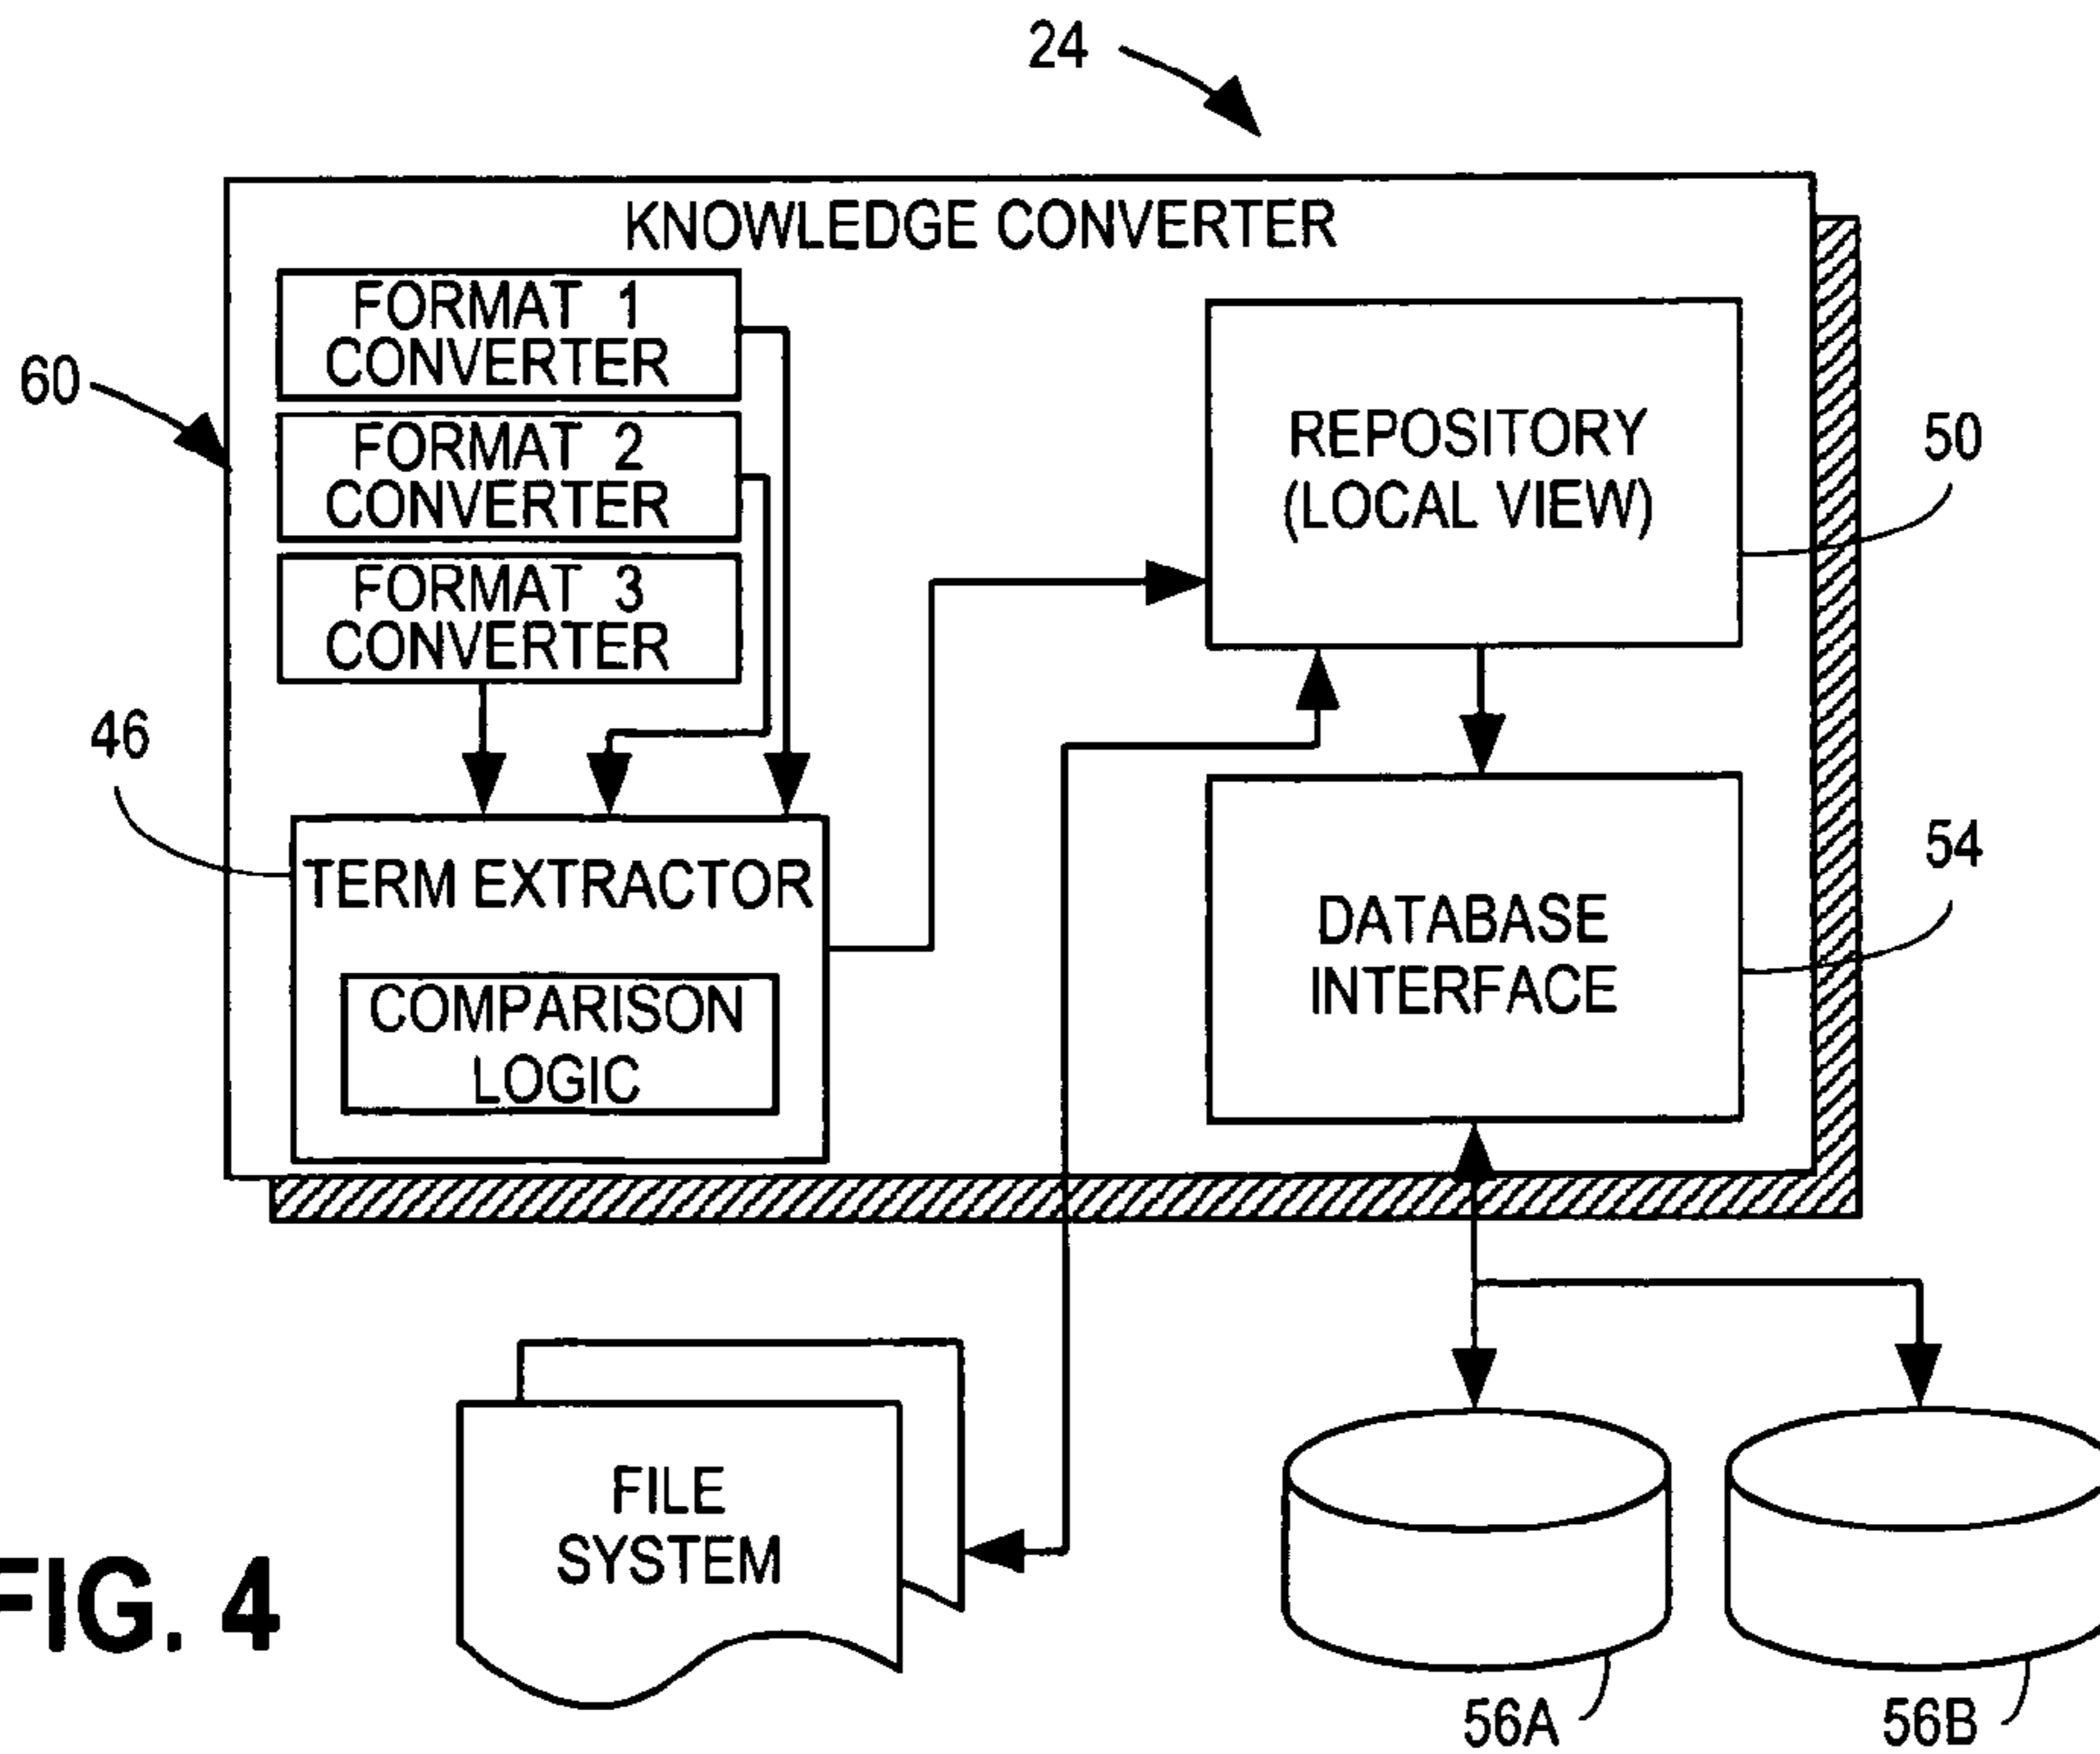 24
KNOWLEDGE CONVERTER
FORMAT 1
CONVERTER
60
FORMAT 2
CONVERTER
FORMAT 3
CONVERTER
REPOSITORY
(LOCAL VIEW)
50
46
TERM EXTRACTOR
COMPARISON
LOGIC
DATABASE
INTERFACE
54
FILE
SYSTEM
FIG. 4
56A
56B